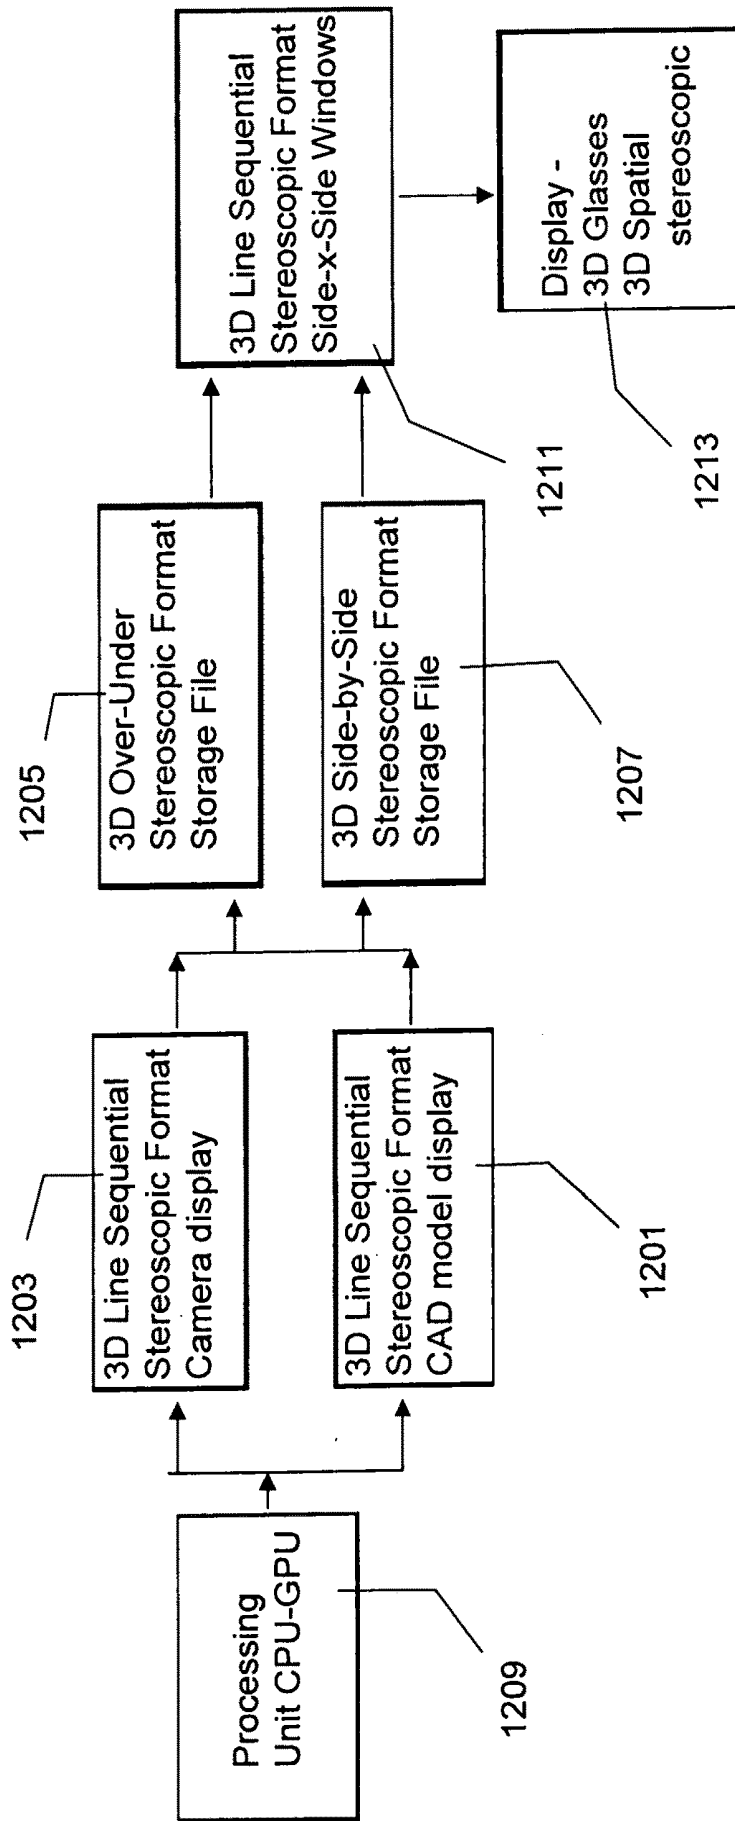 Processing
Unit CPU-GPU
1209
1203
3D Line Sequential
Stereoscopic Format
Camera display
3D Line Sequential
Stereoscopic Format
CAD model display
1201
1205
3D Over-Under
Stereoscopic Format
Storage File
3D Side-by-Side
Stereoscopic Format
Storage File
1207
3D Line Sequential
Stereoscopic Format
Side-x-Side Windows
1211
Display -
3D Glasses
3D Spatial
stereoscopic
1213